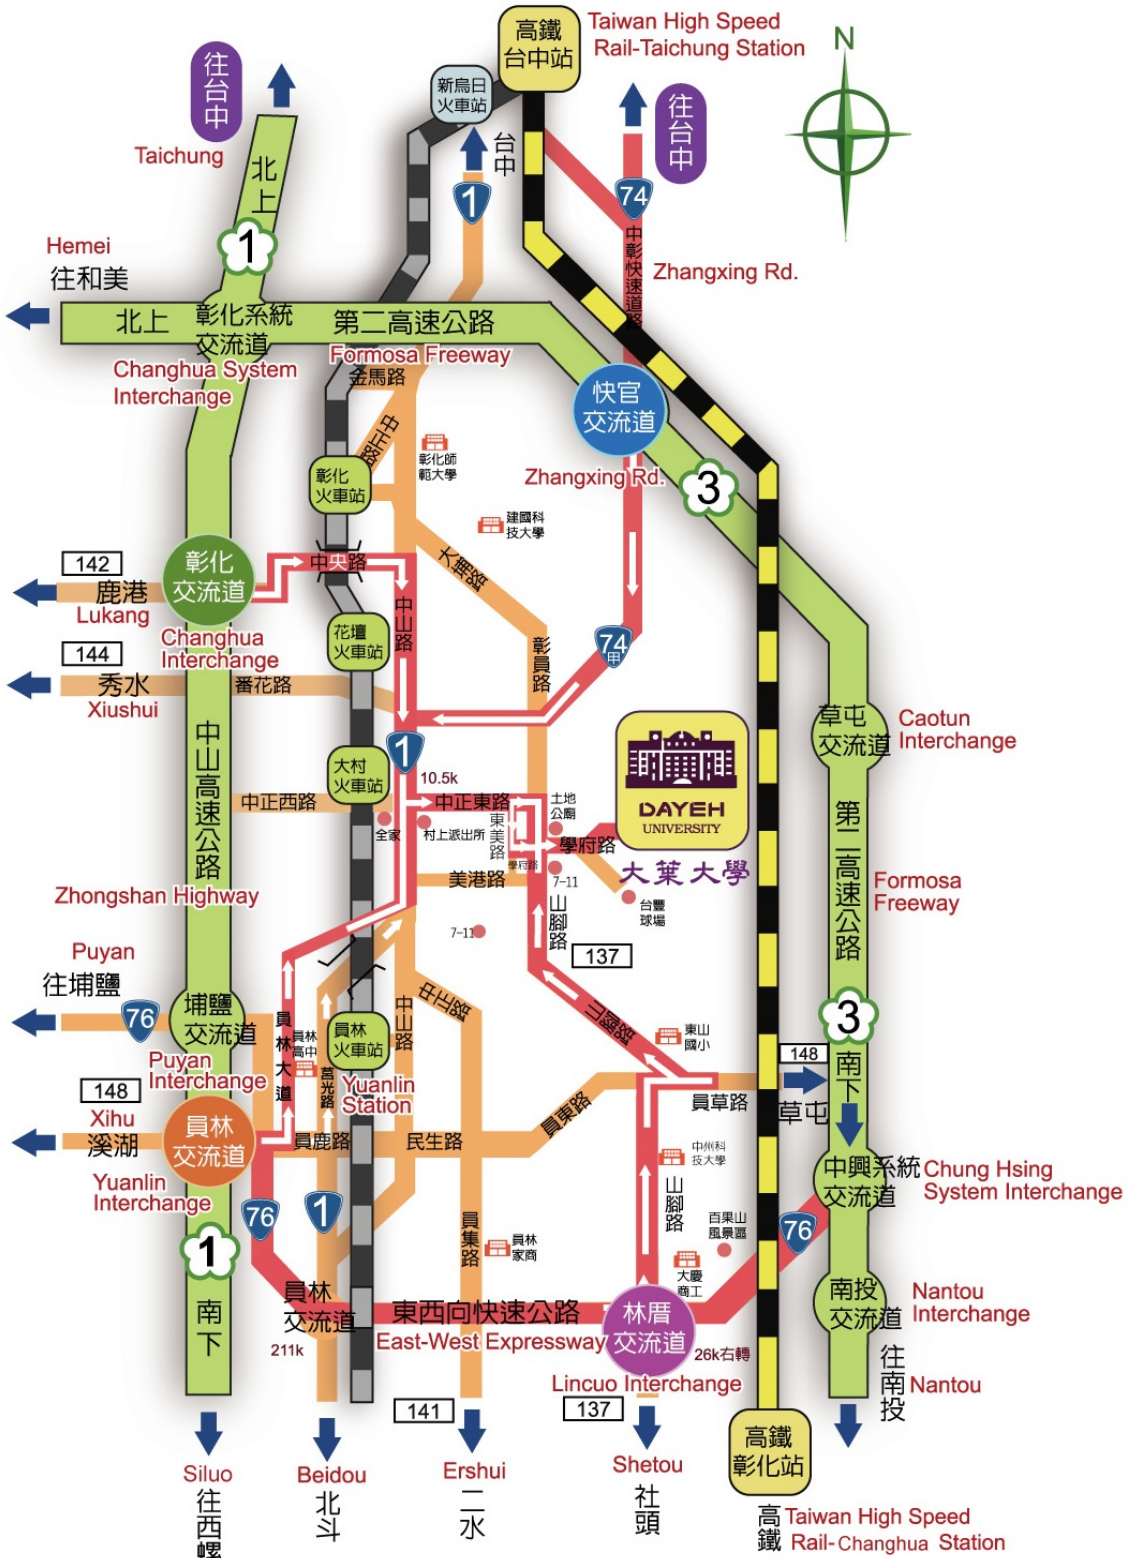 高鐵
台中站
Taiwan High Speed
Rail-Taichung Station
N
往台中
Taichung
新烏日
火車站
台中
往台中
北上
1
74
1
中彰快速道路
Zhangxing Rd.
Hemei
往和美
北上
彰化系統
交流道
第二高速公路
Formosa Freeway
Changhua System
Interchange
金馬路
快官
交流道
中正路
彰化師
範大學
Zhangxing Rd.
3
彰化
火車站
建國科
技大學
大埔路
142
鹿港
Lukang
彰化
交流道
中央路
Changhua
Interchange
中山路
花壇
火車站
彰員路
74
甲
144
秀水
Xiushui
番花路
草屯
交流道
Caotun
Interchange
中山高速公路
1
大村
火車站
10.5k
DAYEH
UNIVERSITY
大葉大學
中正西路
中正東路
土地
公廟
全家
村上派出所
東美路
學府路
學府路
7-11
美港路
台豐
球場
第二高速公路
Formosa
Freeway
Zhongshan Highway
7-11
山腳路
137
Puyan
往埔鹽
76
埔鹽
交流道
Puyan
Interchange
員林大道
員林
高中
莒光路
員林
火車站
Yuanlin
Station
中山路
中正路
山腳路
東山
國小
3
148
南下
草屯
148
Xihu
溪湖
員林
交流道
Yuanlin
Interchange
員鹿路
民生路
員東路
員草路
中州科
技大學
中興系統
交流道
Chung Hsing
System Interchange
76
1
員集路
員林
家商
山腳路
百果山
風景區
76
大慶
商工
1
南下
員林
交流道
211k
東西向快速公路
East-West Expressway
林厝
交流道
26k右轉
Lincuo Interchange
南投
交流道
Nantou
Interchange
往南投
Nantou
141
137
高鐵
彰化站
Siluo
往西螺
Beidou
北斗
Ershui
二水
Shetou
社頭
高鐵
Taiwan High Speed
Rail-Changhua Station